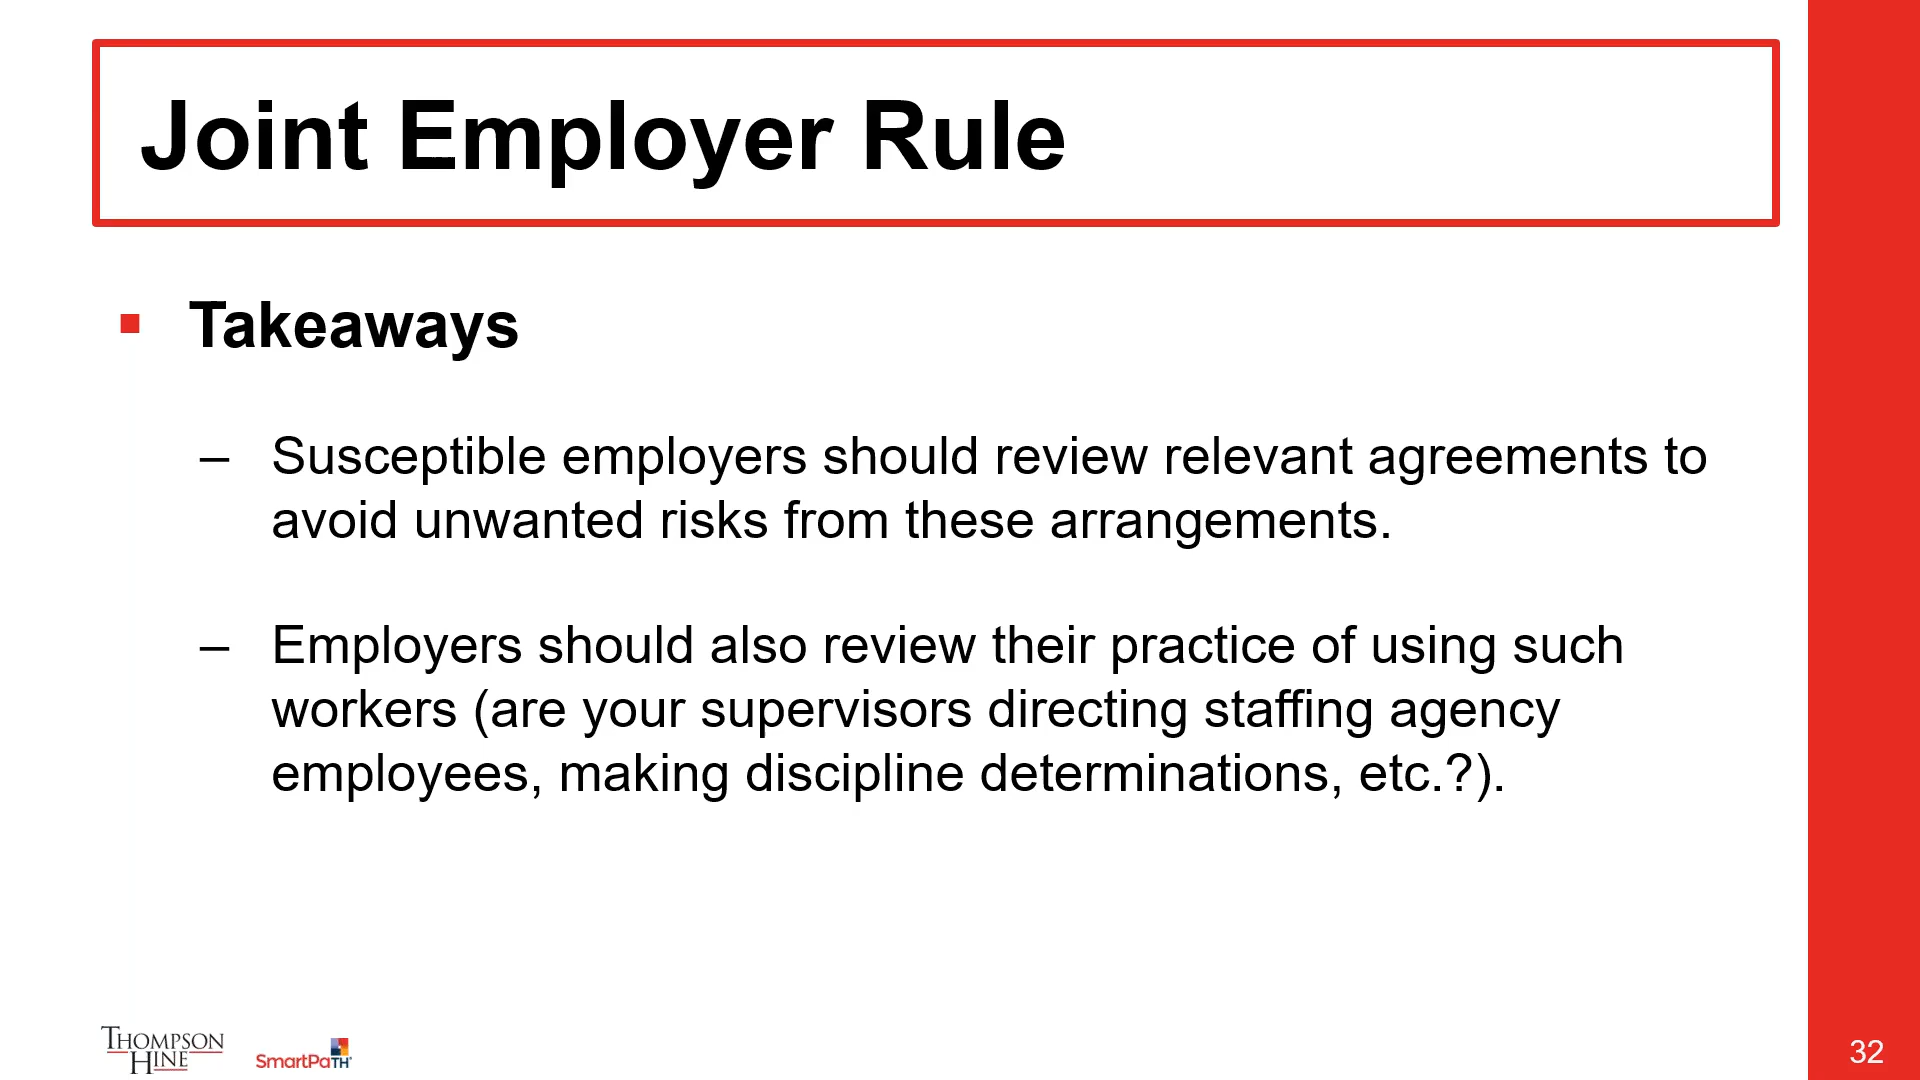 Joint Employer Rule
▪ Takeaways
– Susceptible employers should review relevant agreements to
avoid unwanted risks from these arrangements.
– Employers should also review their practice of using such
workers (are your supervisors directing staffing agency
employees, making discipline determinations, etc.?).
THOMPSON
HINE
SmartPaTH
32